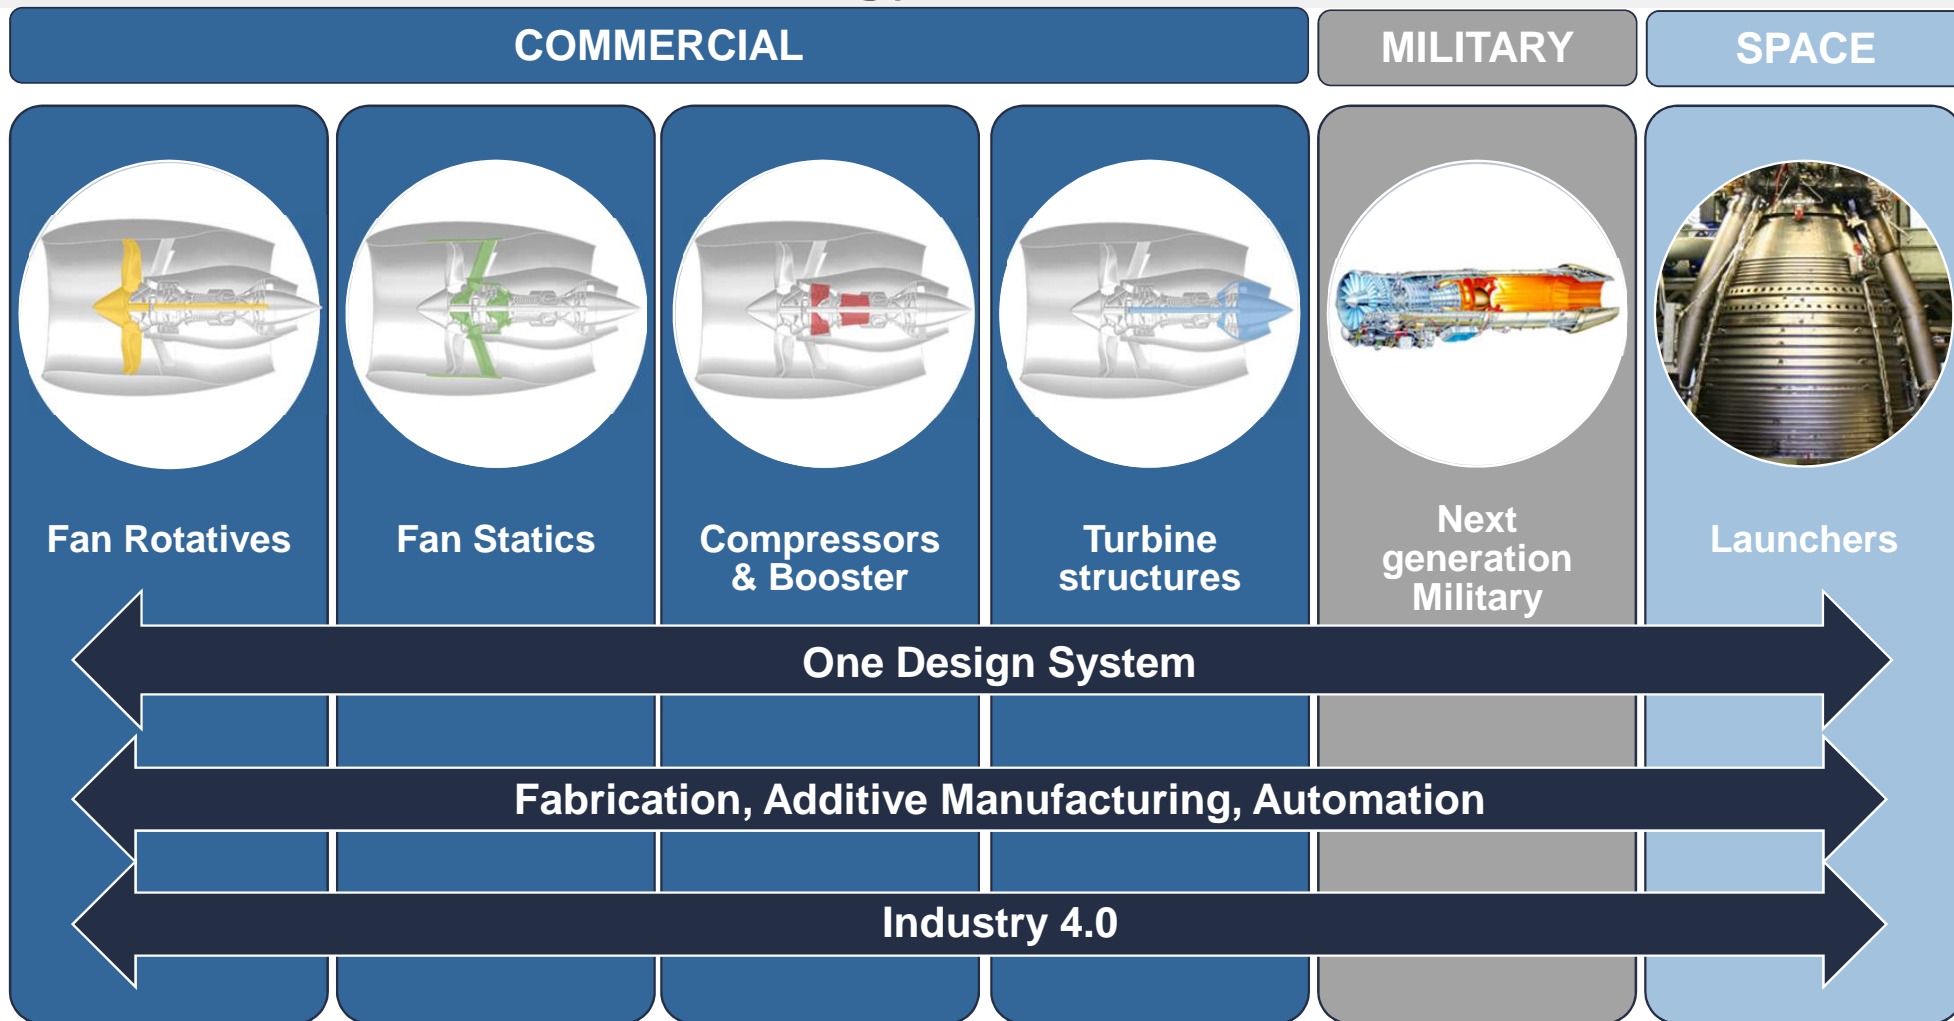 COMMERCIAL
MILITARY
SPACE
Fan Rotatives
Fan Statics
Compressors
& Booster
Turbine
structures
Next
generation
Military
Launchers
One Design System
Fabrication, Additive Manufacturing, Automation
Industry 4.0